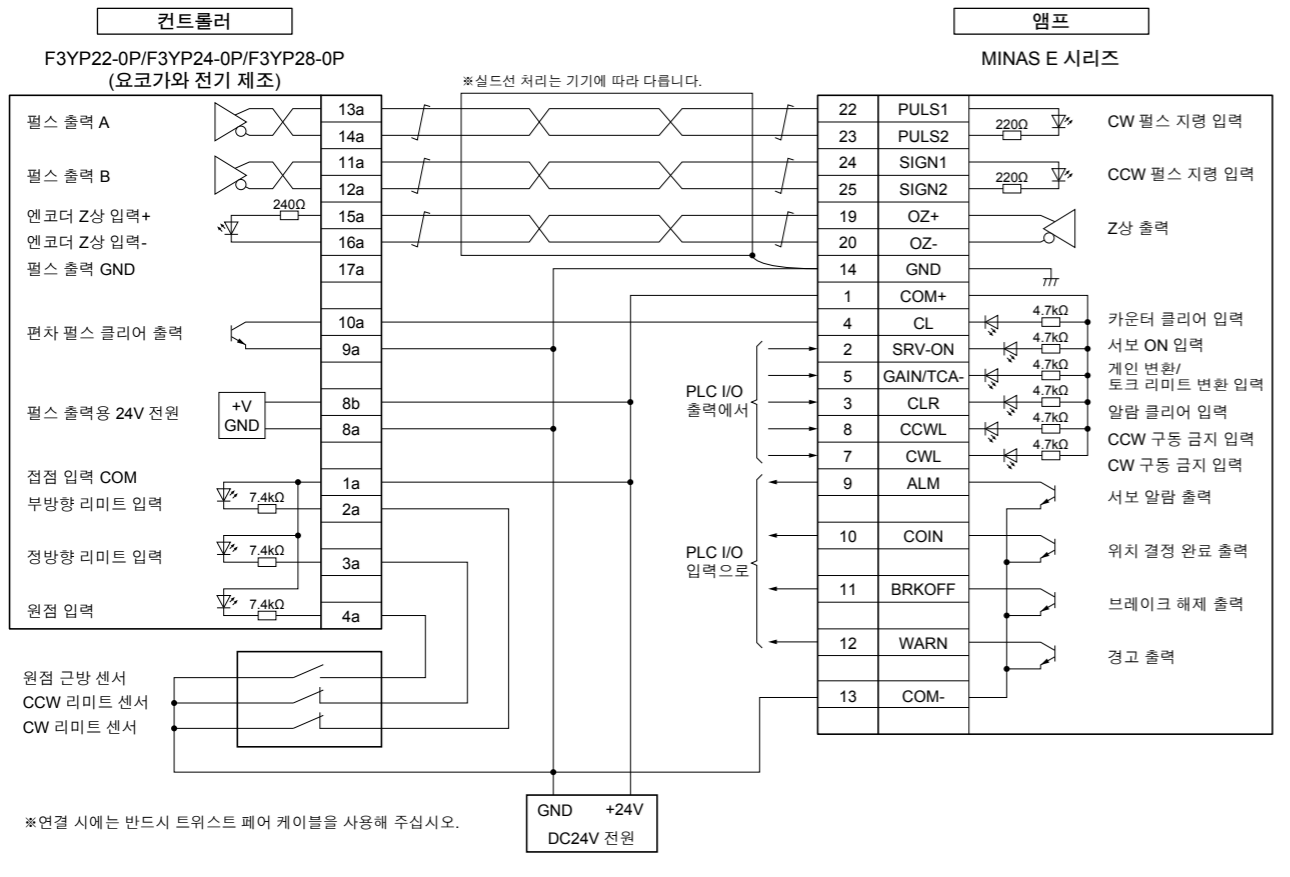 컨트롤러
앰프
F3YP22-0P/F3YP24-0P/F3YP28-0P
(요코가와 전기 제조)
MINAS E 시리즈
※실드선 처리는 기기에 따라 다릅니다.
펄스 출력 A
13a
14a
22 PULS1
23 PULS2
220Ω
CW 펄스 지령 입력
펄스 출력 B
11a
12a
24 SIGN1
25 SIGN2
220Ω
CCW 펄스 지령 입력
엔코더 Z상 입력+
240Ω
15a
19 OZ+
엔코더 Z상 입력-
16a
20 OZ-
Z상 출력
펄스 출력 GND
17a
14 GND
1 COM+
편차 펄스 클리어 출력
10a
9a
4 CL
4.7kΩ
카운터 클리어 입력
2 SRV-ON
4.7kΩ
서보 ON 입력
PLC I/O
출력에서
5 GAIN/TCA-
4.7kΩ
게인 변환/
토크 리미트 변환 입력
펄스 출력용 24V 전원
+V
GND
8b
8a
3 CLR
4.7kΩ
알람 클리어 입력
8 CCWL
4.7kΩ
CCW 구동 금지 입력
7 CWL
4.7kΩ
CW 구동 금지 입력
접점 입력 COM
1a
9 ALM
서보 알람 출력
부방향 리미트 입력
7.4kΩ
2a
PLC I/O
입력으로
10 COIN
위치 결정 완료 출력
정방향 리미트 입력
7.4kΩ
3a
11 BRKOFF
브레이크 해제 출력
원점 입력
7.4kΩ
4a
12 WARN
경고 출력
13 COM-
원점 근방 센서
CCW 리미트 센서
CW 리미트 센서
GND +24V
DC24V 전원
※연결 시에는 반드시 트위스트 페어 케이블을 사용해 주십시오.